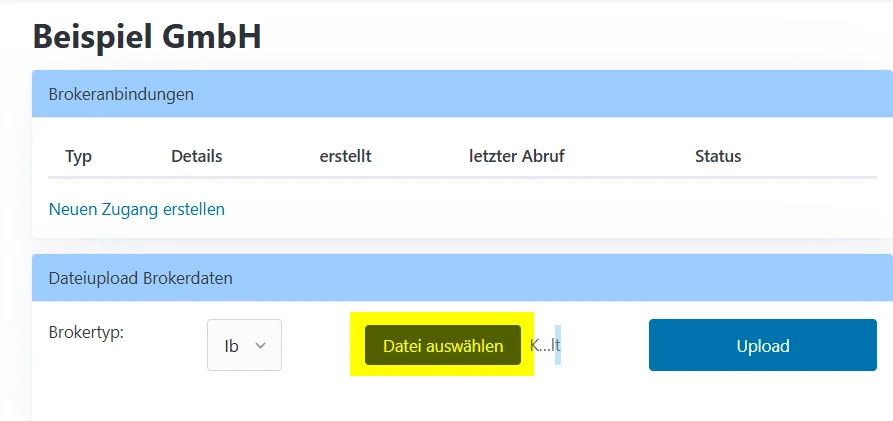 Beispiel GmbH
Brokeranbindungen
Typ Details erstellt letzter Abruf Status
Neuen Zugang erstellen
Dateiupload Brokerdaten
Brokertyp: Ib Datei auswählen K...lt Upload